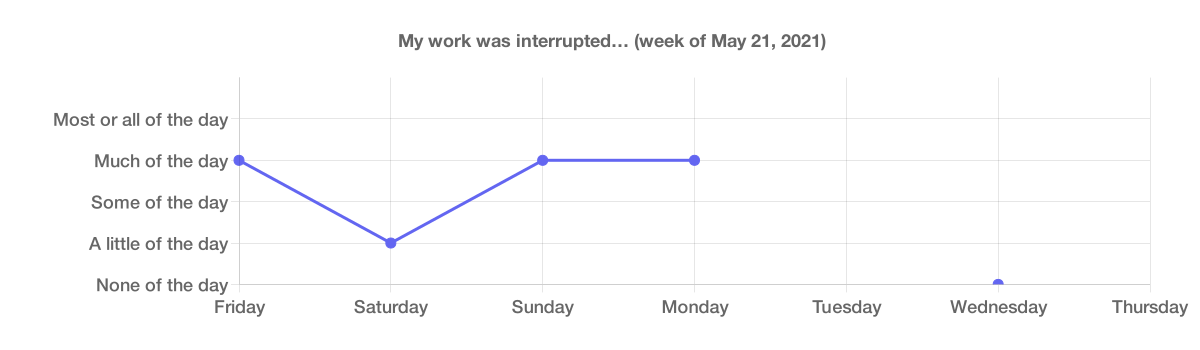 My work was interrupted… (week of May 21, 2021)
Most or all of the day
Much of the day
Some of the day
A little of the day
None of the day
Friday Saturday Sunday Monday Tuesday Wednesday Thursday